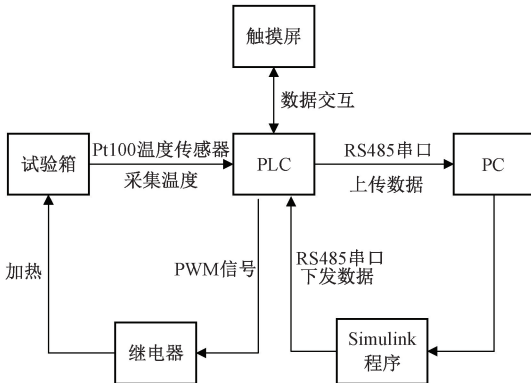 触摸屏
数据交互
试验箱
Pt100温度传感器
采集温度
PLC
RS485串口
上传数据
PC
加热
PWM信号
RS485串口
下发数据
继电器
Simulink
程序